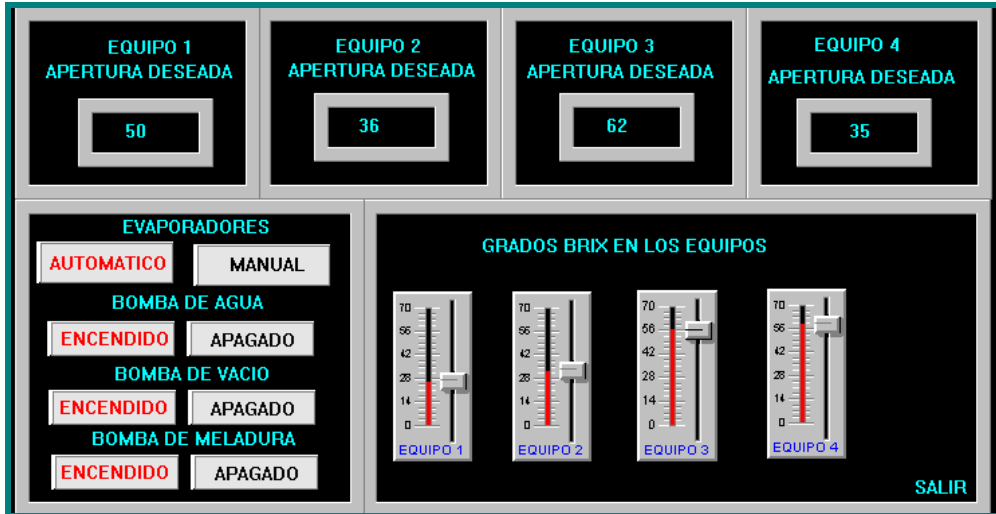 EQUIPO 1
APERTURA DESEADA
50
EQUIPO 2
APERTURA DESEADA
36
EQUIPO 3
APERTURA DESEADA
62
EQUIPO 4
APERTURA DESEADA
35
EVAPORADORES
AUTOMATICO MANUAL
BOMBA DE AGUA
ENCENDIDO APAGADO
BOMBA DE VACIO
ENCENDIDO APAGADO
BOMBA DE MELADURA
ENCENDIDO APAGADO
GRADOS BRIX EN LOS EQUIPOS
70
56
42
28
14
0
EQUIPO 1
70
56
42
28
14
0
EQUIPO 2
70
56
42
28
14
0
EQUIPO 3
70
56
42
28
14
0
EQUIPO 4
SALIR